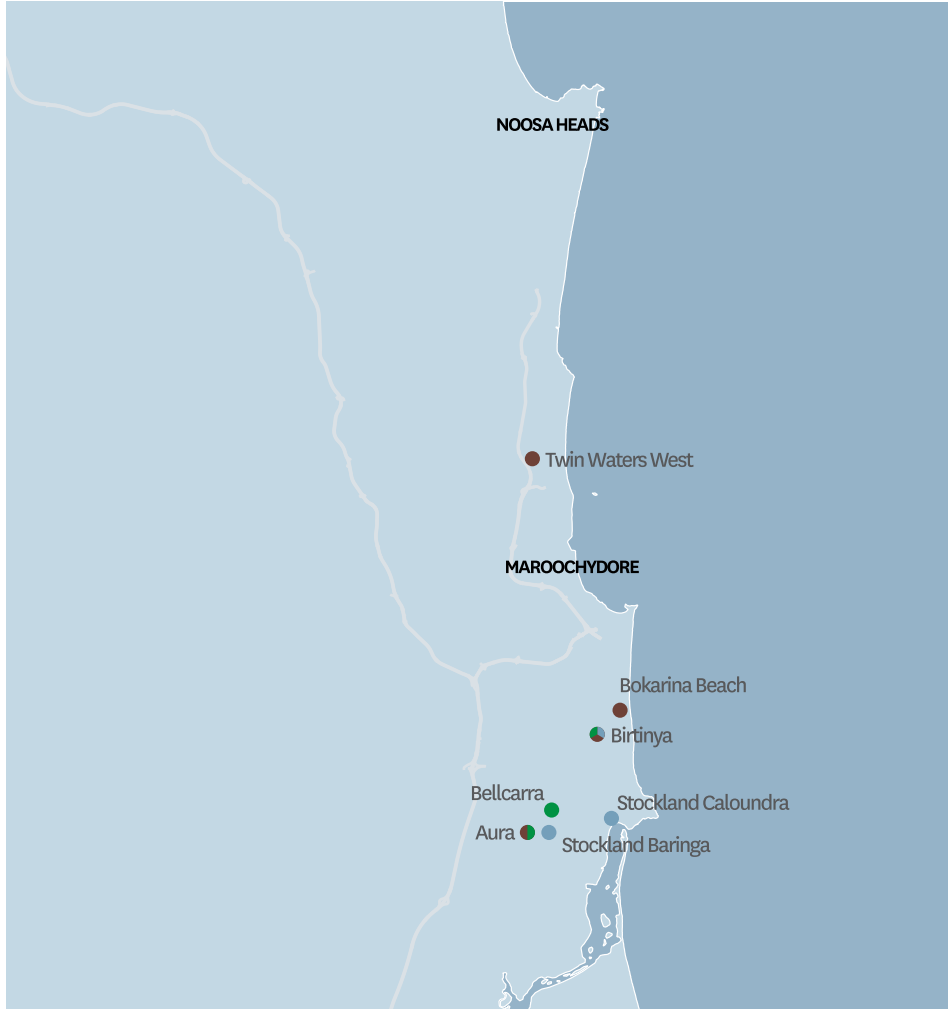 NOOSA HEADS
Twin Waters West
MAROOCHYDORE
Bokarina Beach
Birtinya
Bellcarra
Stockland Caloundra
Aura
Stockland Baringa